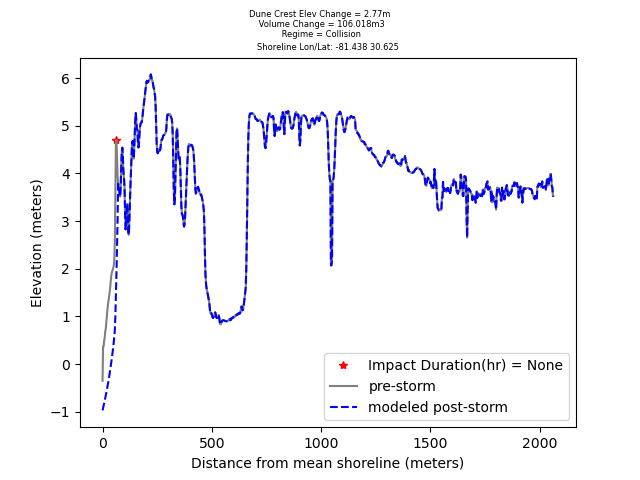 Dune Crest Elev Change = 2.77m
Volume Change = 106.018m3
Regime = Collision
Shoreline Lon/Lat: -81.438 30.625
Elevation (meters)
6
5
4
3
2
1
0
−1
Impact Duration(hr) = None
pre-storm
modeled post-storm
0 500 1000 1500 2000
Distance from mean shoreline (meters)